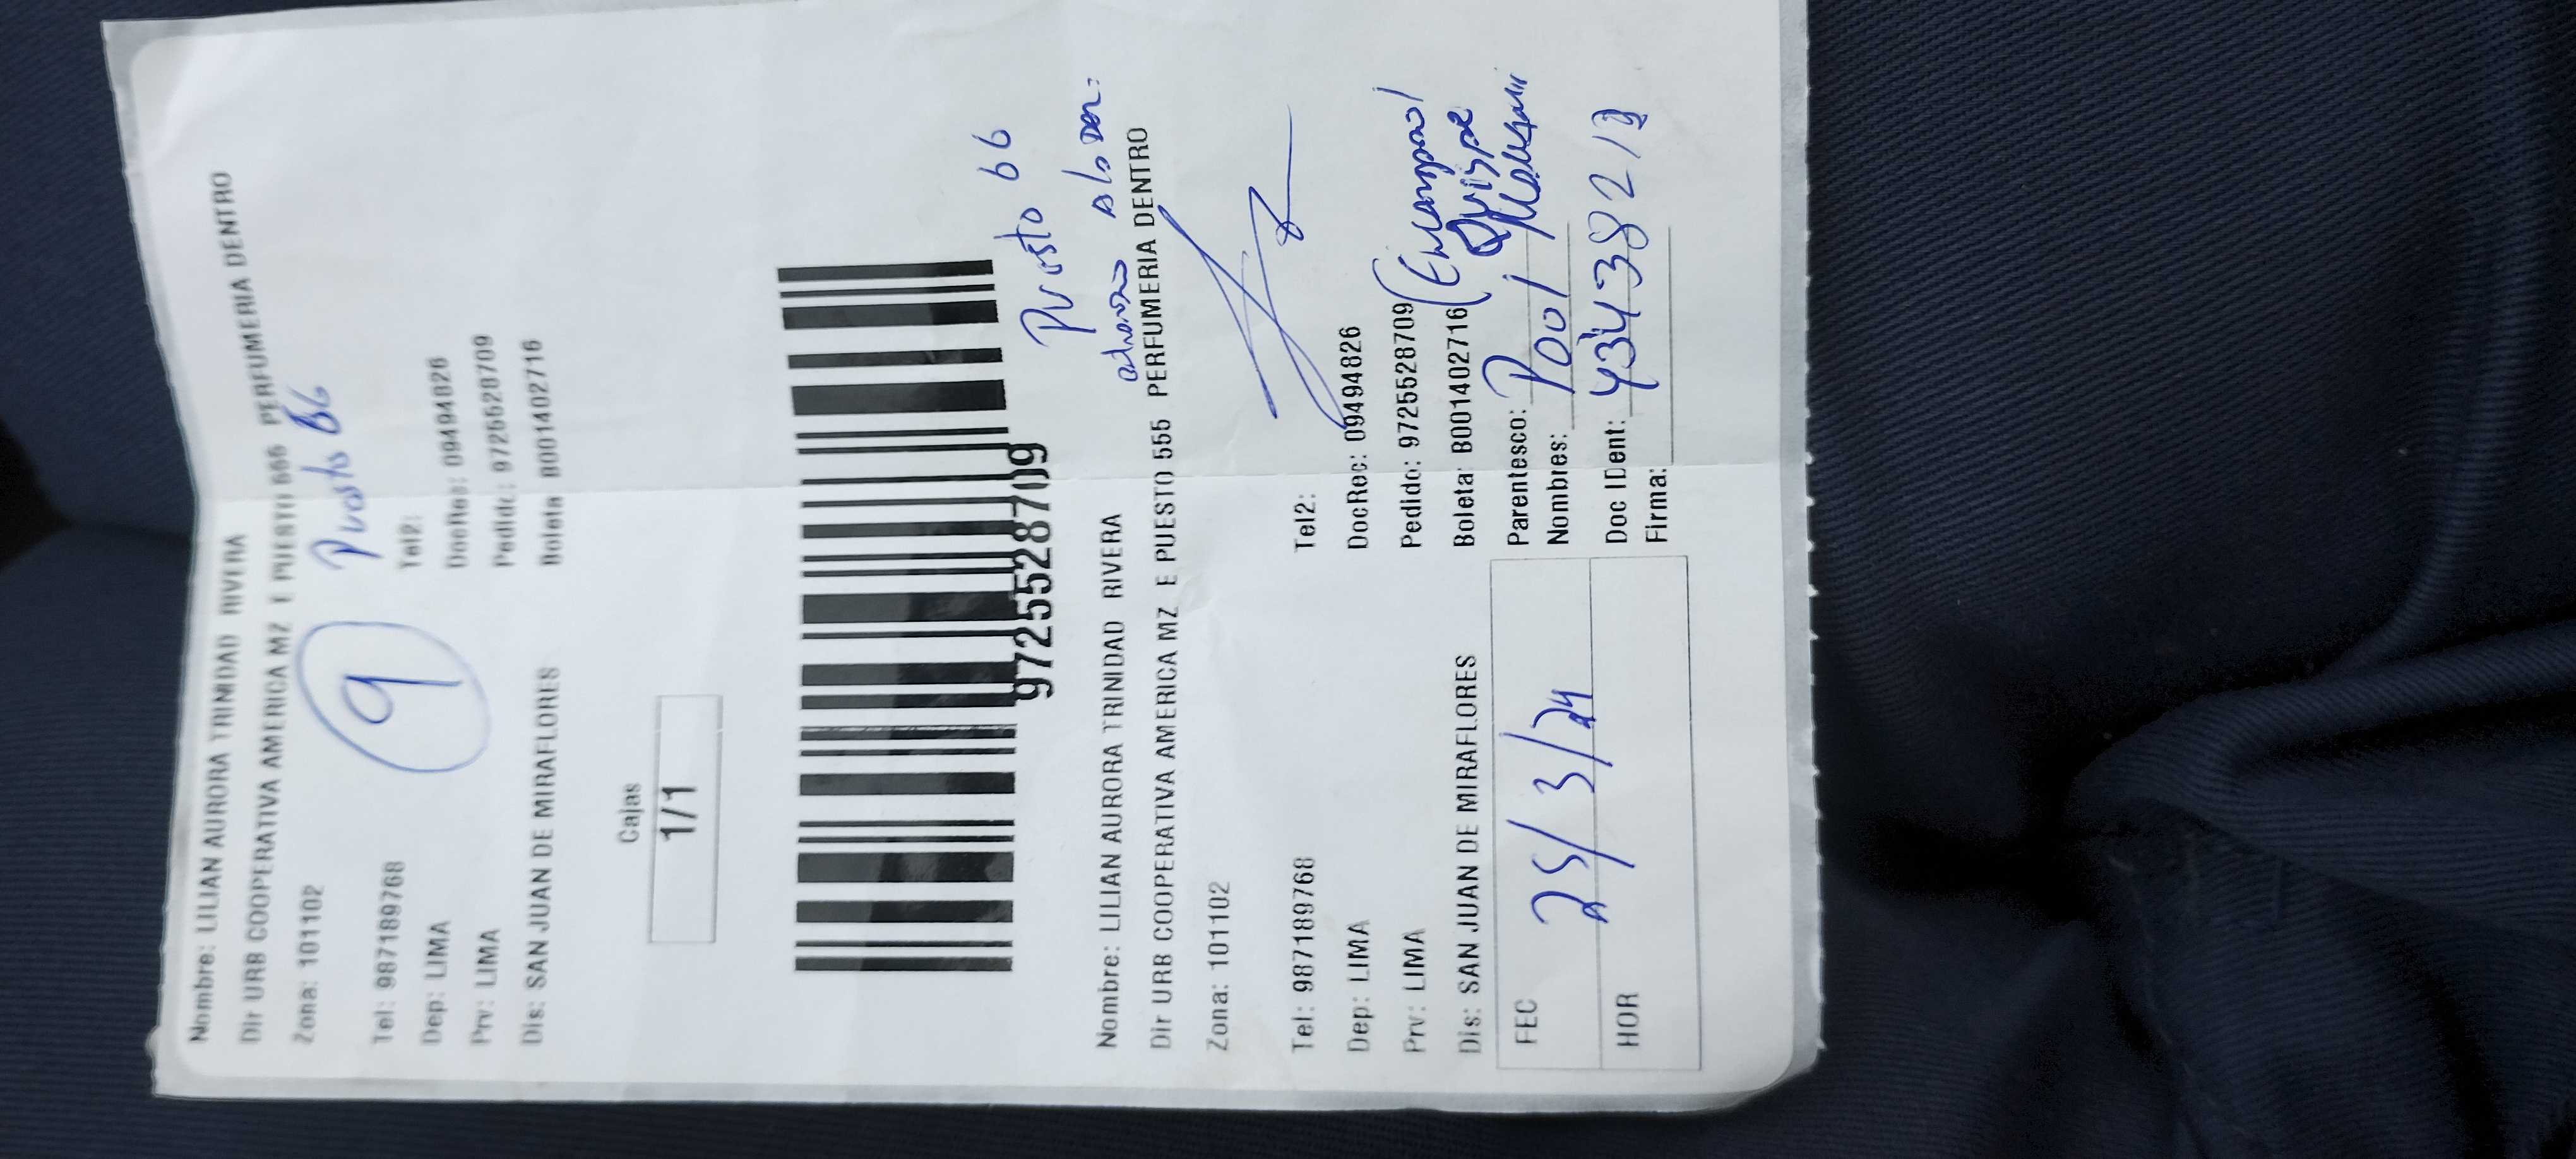 Nombre: LILIAN AURORA TRINIDAD RIVERA
Dir URB COOPERATIVA AMERICA MZ E PUESTO 555 PERFUMERIA DENTRO
Zona: 101102
9
Puesto 66
Tel: 987189768 Tel2:
Dep: LIMA DocRec: 09494826
Prv: LIMA Pedido: 9725528709
Dis: SAN JUAN DE MIRAFLORES Boleta: B001402716
Cajas
1/1
9725528709
Puesto 66
Nombre: LILIAN AURORA TRINIDAD RIVERA
Dir URB COOPERATIVA AMERICA MZ E PUESTO 555 PERFUMERIA DENTRO
Zona: 101102
Tel: 987189768 Tel2:
Dep: LIMA DocRec: 09494826
Prv: LIMA Pedido: 9725528709
Dis: SAN JUAN DE MIRAFLORES Boleta: B001402716
Quispe
FEC 25/3/24 Parentesco:
Nombres: Pool
HOR Doc IDent:
Firma: